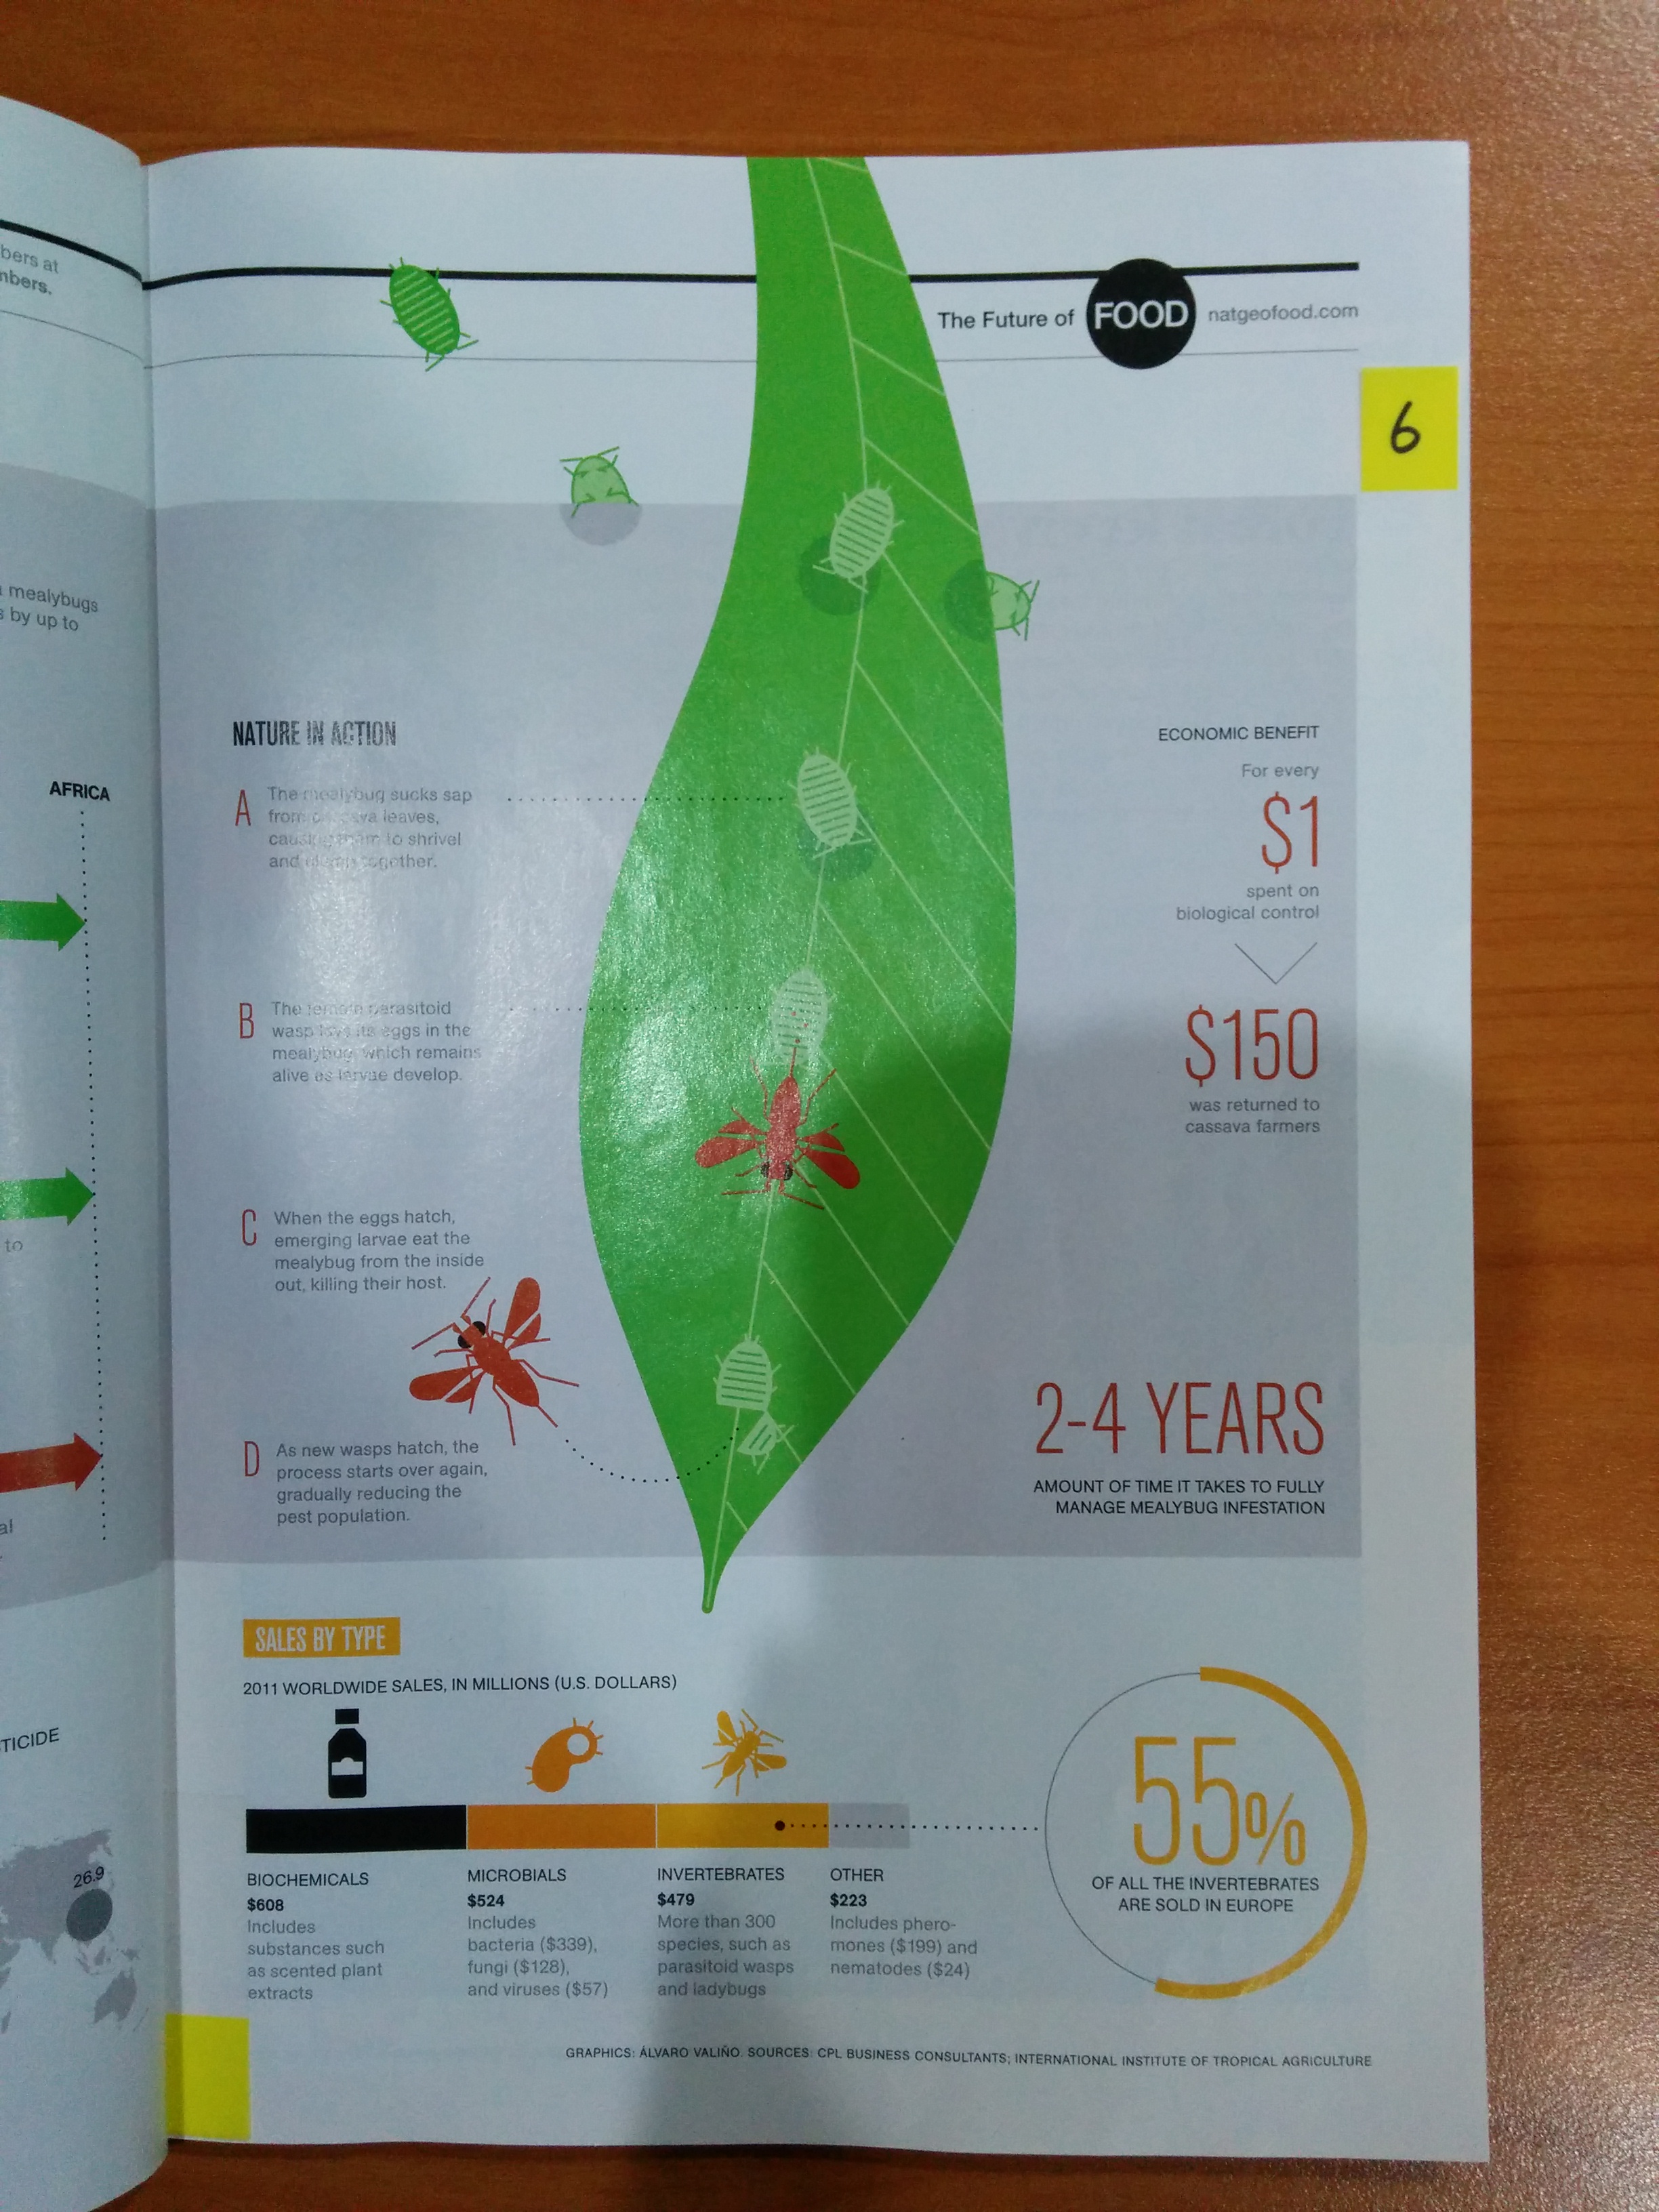 bers at
nbers.
mealybugs
s by up to
AFRICA
to
al
TICIDE
26.9
The Future of FOOD natgeofood.com
6
NATURE IN ACTION
A The mealybug sucks sap
from cassava leaves,
causing them to shrivel
and clump together.
B The female parasitoid
wasp lays its eggs in the
mealybug, which remains
alive as larvae develop.
C When the eggs hatch,
emerging larvae eat the
mealybug from the inside
out, killing their host.
D As new wasps hatch, the
process starts over again,
gradually reducing the
pest population.
ECONOMIC BENEFIT
For every
$1
spent on
biological control
$150
was returned to
cassava farmers
2-4 YEARS
AMOUNT OF TIME IT TAKES TO FULLY
MANAGE MEALYBUG INFESTATION
SALES BY TYPE
2011 WORLDWIDE SALES, IN MILLIONS (U.S. DOLLARS)
BIOCHEMICALS
$608
Includes
substances such
as scented plant
extracts
MICROBIALS
$524
Includes
bacteria ($339),
fungi ($128),
and viruses ($57)
INVERTEBRATES
$479
More than 300
species, such as
parasitoid wasps
and ladybugs
OTHER
$223
Includes phero-
mones ($199) and
nematodes ($24)
55%
OF ALL THE INVERTEBRATES
ARE SOLD IN EUROPE
GRAPHICS: ÁLVARO VALIÑO. SOURCES: CPL BUSINESS CONSULTANTS; INTERNATIONAL INSTITUTE OF TROPICAL AGRICULTURE